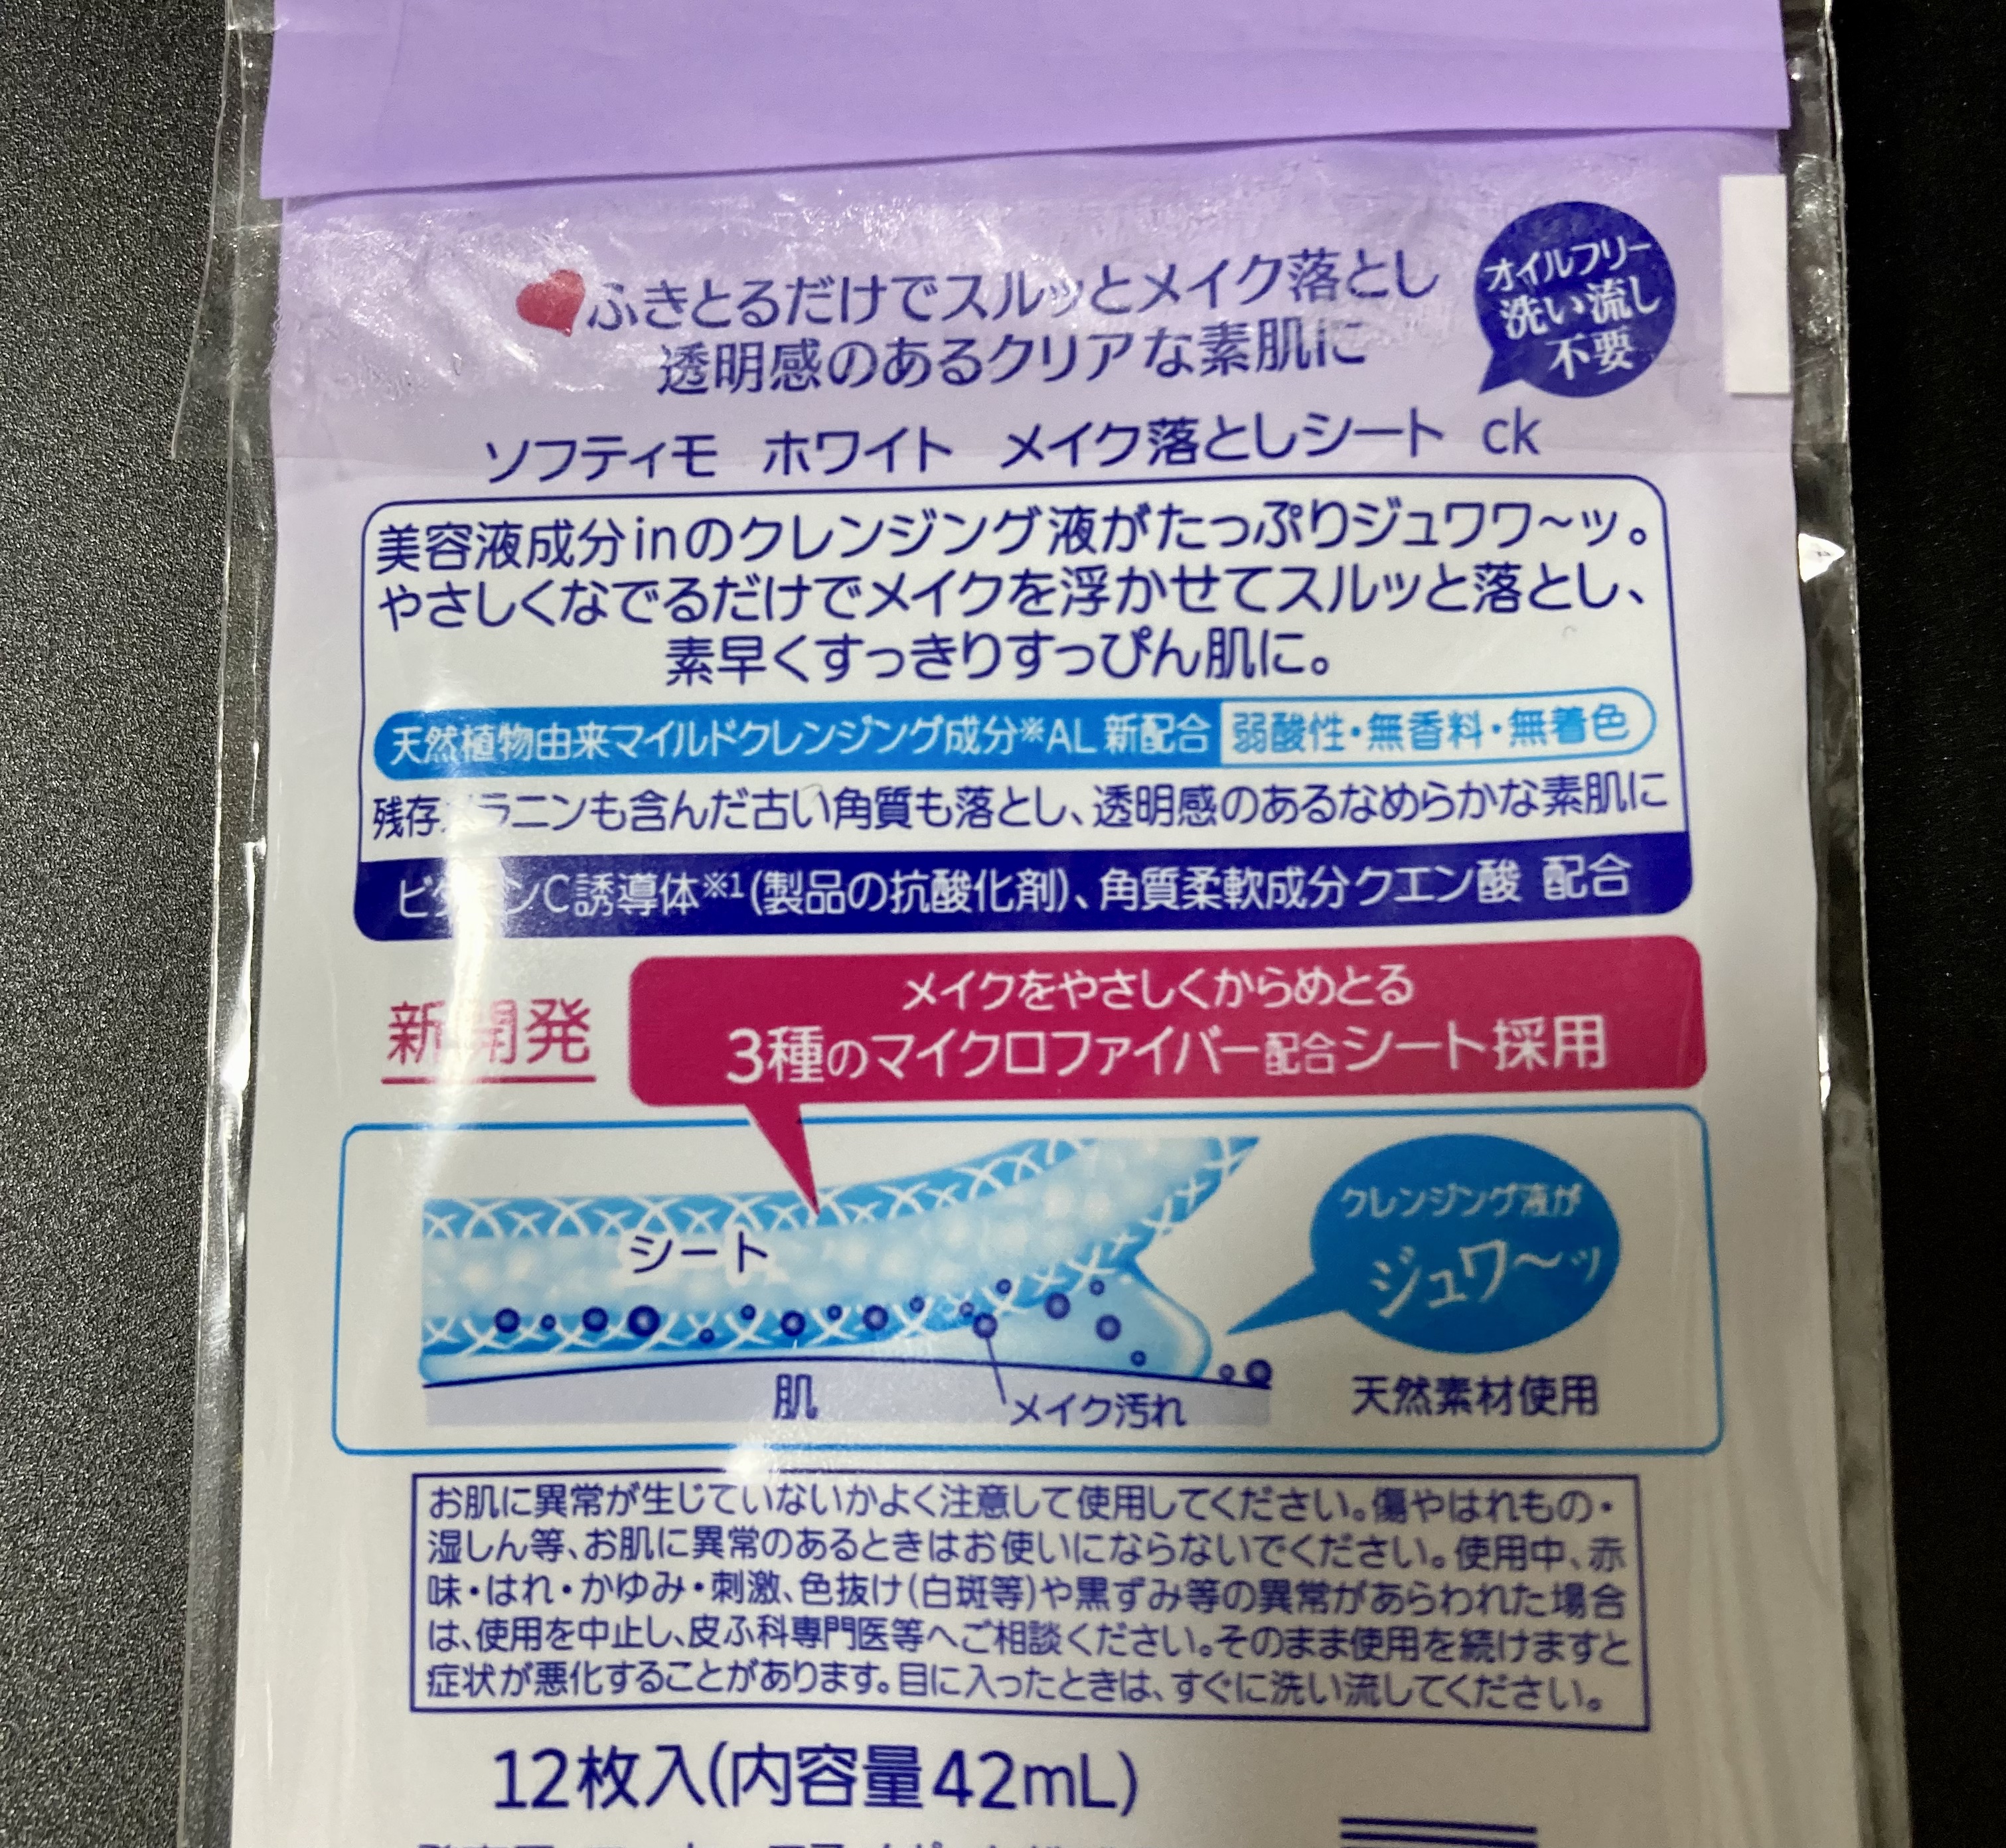 ふきとるだけでスルッとメイク落とし
透明感のあるクリアな素肌に
オイルフリー
洗い流し
不要
ソフティモ ホワイト メイク落としシート ck
美容液成分inのクレンジング液がたっぷりジュワワ〜ッ。
やさしくなでるだけでメイクを浮かせてスルッと落とし、
素早くすっきりすっぴん肌に。
天然植物由来マイルドクレンジング成分※AL 新配合 弱酸性・無香料・無着色
残存メラニンも含んだ古い角質も落とし、透明感のあるなめらかな素肌に
ビタミンC誘導体※1(製品の抗酸化剤)、角質柔軟成分クエン酸 配合
新開発
メイクをやさしくからめとる
3種のマイクロファイバー配合シート採用
シート
クレンジング液が
ジュワ〜ッ
肌
メイク汚れ
天然素材使用
お肌に異常が生じていないかよく注意して使用してください。傷やはれもの・
湿しん等、お肌に異常のあるときはお使いにならないでください。使用中、赤
味・はれ・かゆみ・刺激、色抜け(白斑等)や黒ずみ等の異常があらわれた場合
は、使用を中止し、皮ふ科専門医等へご相談ください。そのまま使用を続けますと
症状が悪化することがあります。目に入ったときは、すぐに洗い流してください。
12枚入(内容量42mL)